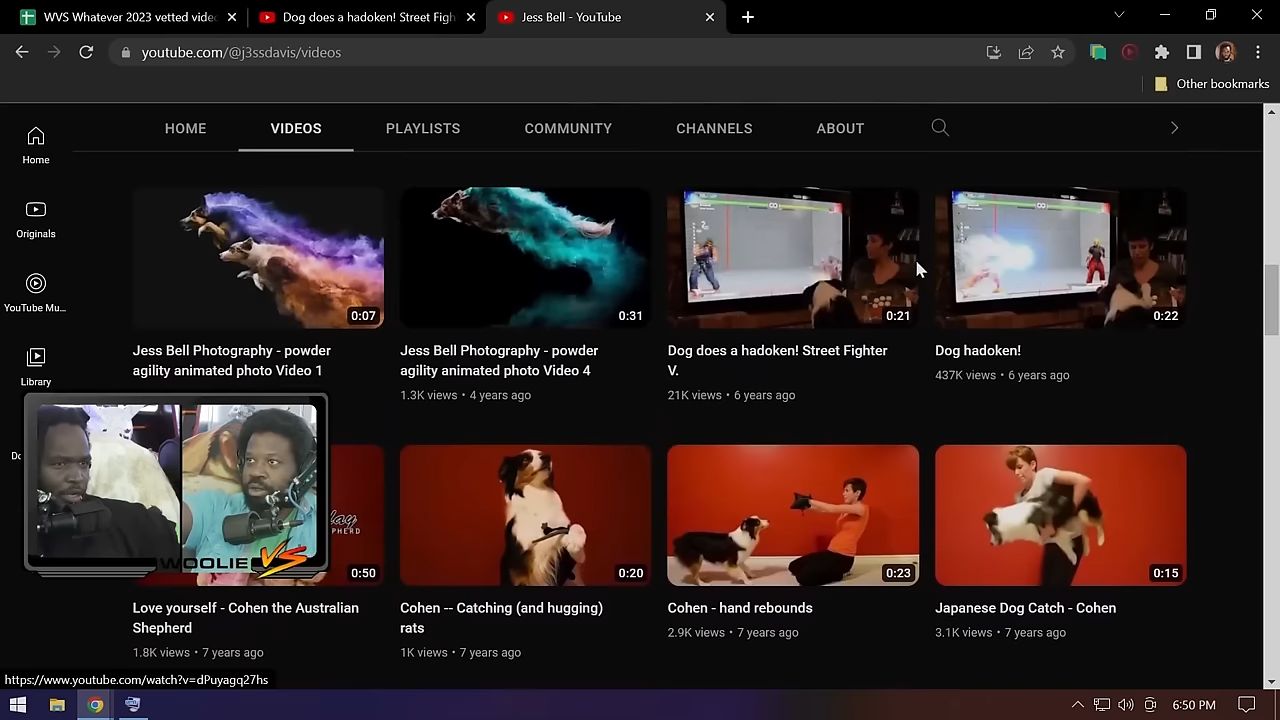 WVS Whatever 2023 vetted video
Dog does a hadoken! Street Figh
Jess Bell - YouTube
youtube.com/@j3ssdavis/videos
Other bookmarks
HOME
VIDEOS
PLAYLISTS
COMMUNITY
CHANNELS
ABOUT
Home
Originals
YouTube Mu...
Library
Do
0:07
0:31
0:21
0:22
Jess Bell Photography - powder
agility animated photo Video 1
Jess Bell Photography - powder
agility animated photo Video 4
1.3K views • 4 years ago
Dog does a hadoken! Street Fighter
V.
21K views • 6 years ago
Dog hadoken!
437K views • 6 years ago
WOOLIE VS
0:50
0:20
0:23
0:15
Love yourself - Cohen the Australian
Shepherd
1.8K views • 7 years ago
Cohen -- Catching (and hugging)
rats
1K views • 7 years ago
Cohen - hand rebounds
2.9K views • 7 years ago
Japanese Dog Catch - Cohen
3.1K views • 7 years ago
https://www.youtube.com/watch?v=dPuyagq27hs
6:50 PM